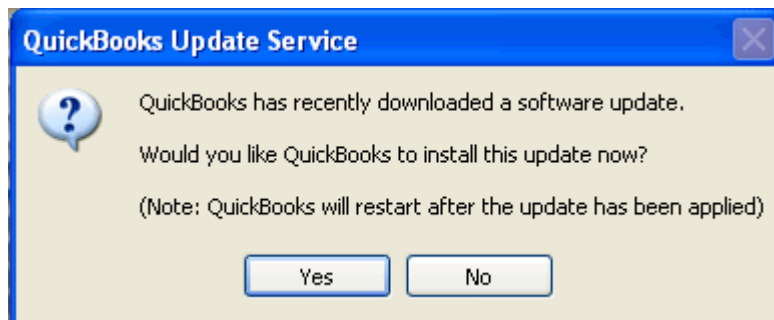 QuickBooks Update Service
QuickBooks has recently downloaded a software update.
Would you like QuickBooks to install this update now?
(Note: QuickBooks will restart after the update has been applied)
Yes
No